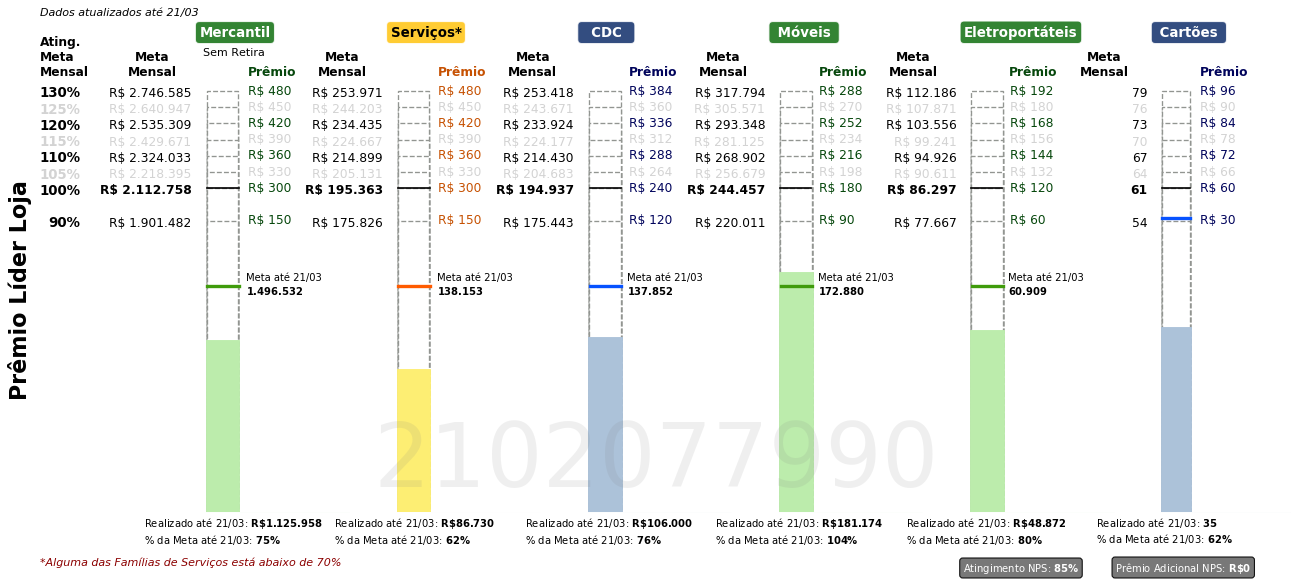 Dados atualizados até 21/03
Mercantil Serviços* CDC Móveis Eletroportáteis Cartões
Sem Retira
Ating. Meta Mensal Meta Mensal Prêmio Meta Mensal Prêmio Meta Mensal Prêmio Meta Mensal Prêmio Meta Mensal Prêmio Meta Mensal Prêmio
130% R$ 2.746.585 R$ 480 R$ 253.971 R$ 480 R$ 253.418 R$ 384 R$ 317.794 R$ 288 R$ 112.186 R$ 192 79 R$ 96
125% R$ 2.640.947 R$ 450 R$ 244.203 R$ 450 R$ 243.671 R$ 360 R$ 305.571 R$ 270 R$ 107.871 R$ 180 76 R$ 90
120% R$ 2.535.309 R$ 420 R$ 234.435 R$ 420 R$ 233.924 R$ 336 R$ 293.348 R$ 252 R$ 103.556 R$ 168 73 R$ 84
115% R$ 2.429.671 R$ 390 R$ 224.667 R$ 390 R$ 224.177 R$ 312 R$ 281.125 R$ 234 R$ 99.241 R$ 156 70 R$ 78
110% R$ 2.324.033 R$ 360 R$ 214.899 R$ 360 R$ 214.430 R$ 288 R$ 268.902 R$ 216 R$ 94.926 R$ 144 67 R$ 72
105% R$ 2.218.395 R$ 330 R$ 205.131 R$ 330 R$ 204.683 R$ 264 R$ 256.679 R$ 198 R$ 90.611 R$ 132 64 R$ 66
100% R$ 2.112.758 R$ 300 R$ 195.363 R$ 300 R$ 194.937 R$ 240 R$ 244.457 R$ 180 R$ 86.297 R$ 120 61 R$ 60
90% R$ 1.901.482 R$ 150 R$ 175.826 R$ 150 R$ 175.443 R$ 120 R$ 220.011 R$ 90 R$ 77.667 R$ 60 54 R$ 30
Prêmio Líder Loja
Meta até 21/03 Meta até 21/03 Meta até 21/03 Meta até 21/03 Meta até 21/03
1.496.532 138.153 137.852 172.880 60.909
2102077990
Realizado até 21/03: R$1.125.958 Realizado até 21/03: R$86.730 Realizado até 21/03: R$106.000 Realizado até 21/03: R$181.174 Realizado até 21/03: R$48.872 Realizado até 21/03: 35
% da Meta até 21/03: 75% % da Meta até 21/03: 62% % da Meta até 21/03: 76% % da Meta até 21/03: 104% % da Meta até 21/03: 80% % da Meta até 21/03: 62%
*Alguma das Famílias de Serviços está abaixo de 70%
Atingimento NPS: 85% Prêmio Adicional NPS: R$0